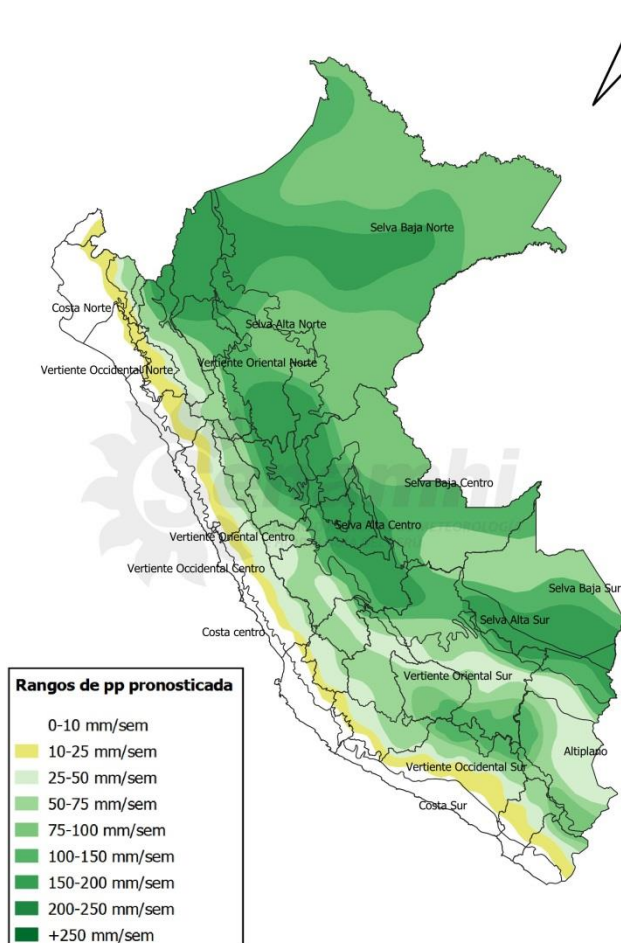 Selva Baja Norte
Costa Norte
Selva Alta Norte
Vertiente Oriental Norte
Vertiente Occidental Norte
Senamhi
Selva Baja Centro
Selva Alta Centro
Vertiente Oriental Centro
Vertiente Occidental Centro
Selva Baja Sur
Selva Alta Sur
Costa centro
Vertiente Oriental Sur
Altiplano
Vertiente Occidental Sur
Costa Sur
Rangos de pp pronosticada
0-10 mm/sem
10-25 mm/sem
25-50 mm/sem
50-75 mm/sem
75-100 mm/sem
100-150 mm/sem
150-200 mm/sem
200-250 mm/sem
+250 mm/sem